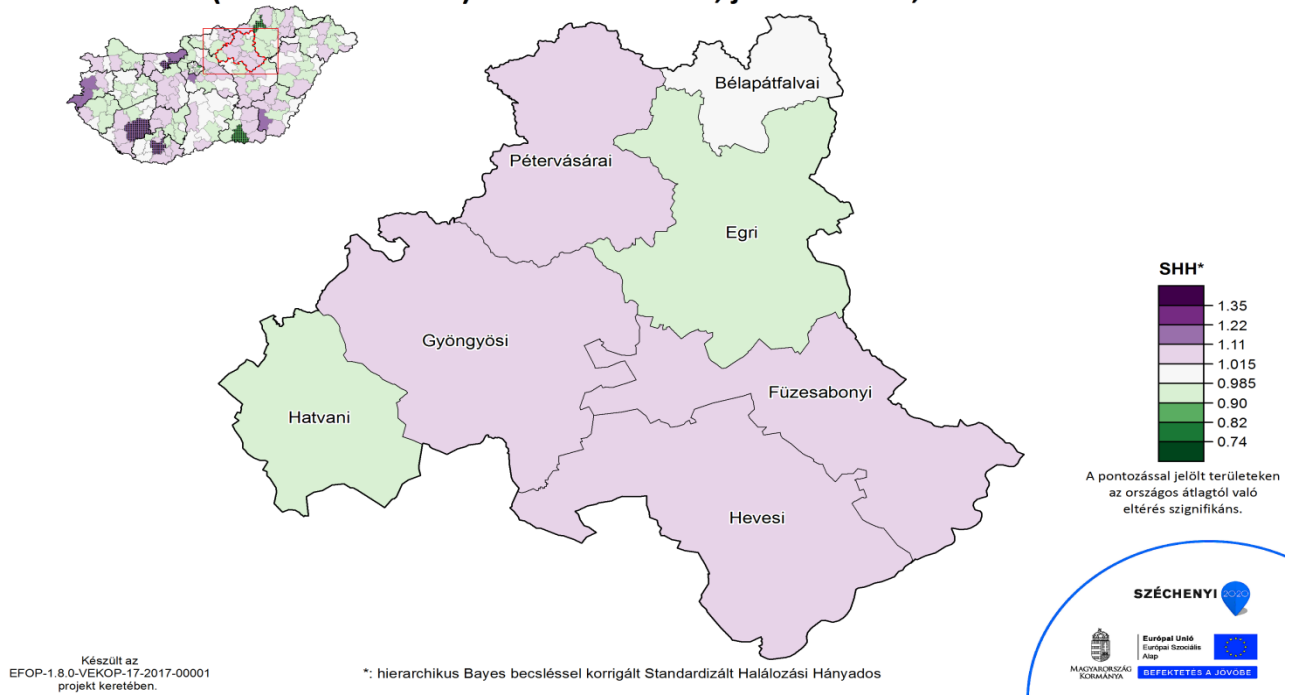 Bélapátfalvai
Pétervásárai
Egri
Gyöngyösi
Füzesabonyi
Hatvani
Hevesi
SHH*
1.35
1.22
1.11
1.015
0.985
0.90
0.82
0.74
A pontozással jelölt területeken
az országos átlagtól való
eltérés szignifikáns.
SZÉCHENYI 2020
MAGYARORSZÁG
KORMÁNYA
Európai Unió
Európai Szociális
Alap
BEFEKTETÉS A JÖVŐBE
Készült az
EFOP-1.8.0-VEKOP-17-2017-00001
projekt keretében.
*: hierarchikus Bayes becsléssel korrigált Standardizált Halálozási Hányados